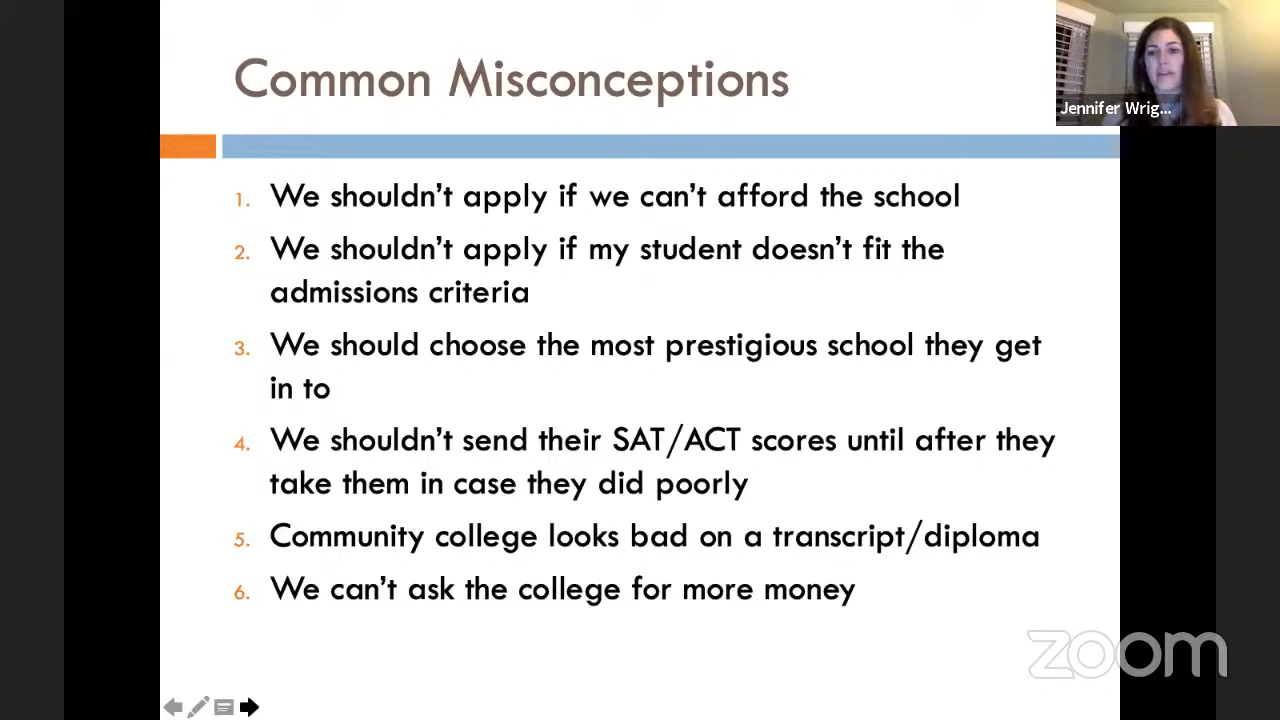 Common Misconceptions
Jennifer Wrig...
1. We shouldn't apply if we can't afford the school
2. We shouldn't apply if my student doesn't fit the
admissions criteria
3. We should choose the most prestigious school they get
in to
4. We shouldn't send their SAT/ACT scores until after they
take them in case they did poorly
5. Community college looks bad on a transcript/diploma
6. We can't ask the college for more money
zoom